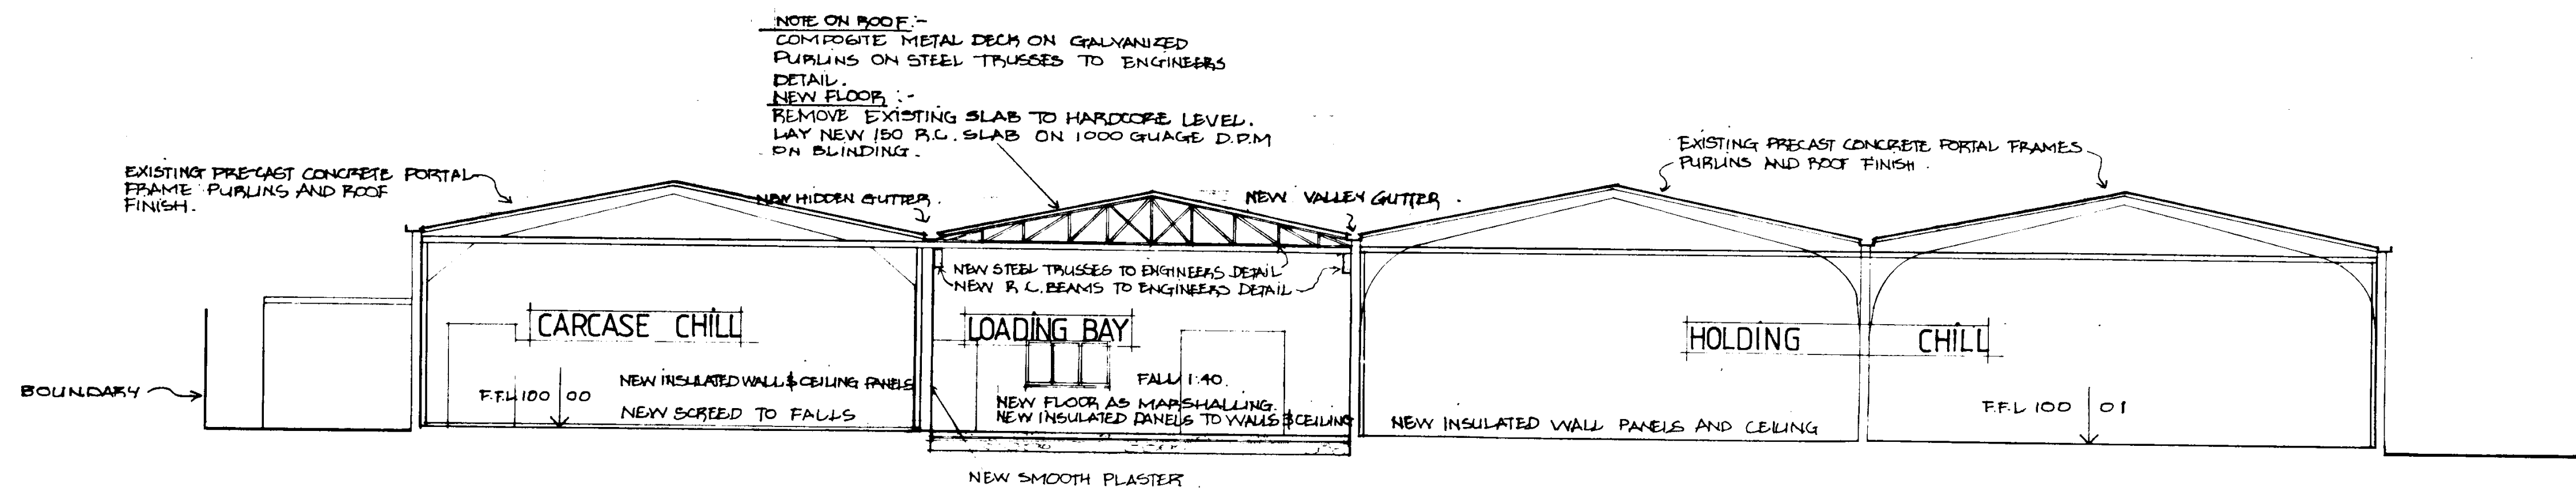 NOTE ON ROOF:-
COMPOSITE METAL DECK ON GALVANIZED
PURLINS ON STEEL TRUSSES TO ENGINEERS
DETAIL.
NEW FLOOR :-
REMOVE EXISTING SLAB TO HARDCORE LEVEL.
LAY NEW 150 R.C. SLAB ON 1000 GUAGE D.P.M
ON BLINDING.
EXISTING PRECAST CONCRETE PORTAL
FRAME PURLINS AND ROOF
FINISH.
NEW HIDDEN GUTTER.
NEW VALLEY GUTTER.
EXISTING PRECAST CONCRETE PORTAL FRAMES
PURLINS AND ROOF FINISH.
NEW STEEL TRUSSES TO ENGINEERS DETAIL
NEW R.C. BEAMS TO ENGINEERS DETAIL
CARCASE CHILL
LOADING BAY
HOLDING CHILL
BOUNDARY
F.F.L 100 00
NEW INSULATED WALL & CEILING PANELS
NEW SCREED TO FALLS
FALL 1:40.
NEW FLOOR AS MARSHALLING.
NEW INSULATED PANELS TO WALLS & CEILING
NEW INSULATED WALL PANELS AND CEILING
F.F.L 100 01
NEW SMOOTH PLASTER